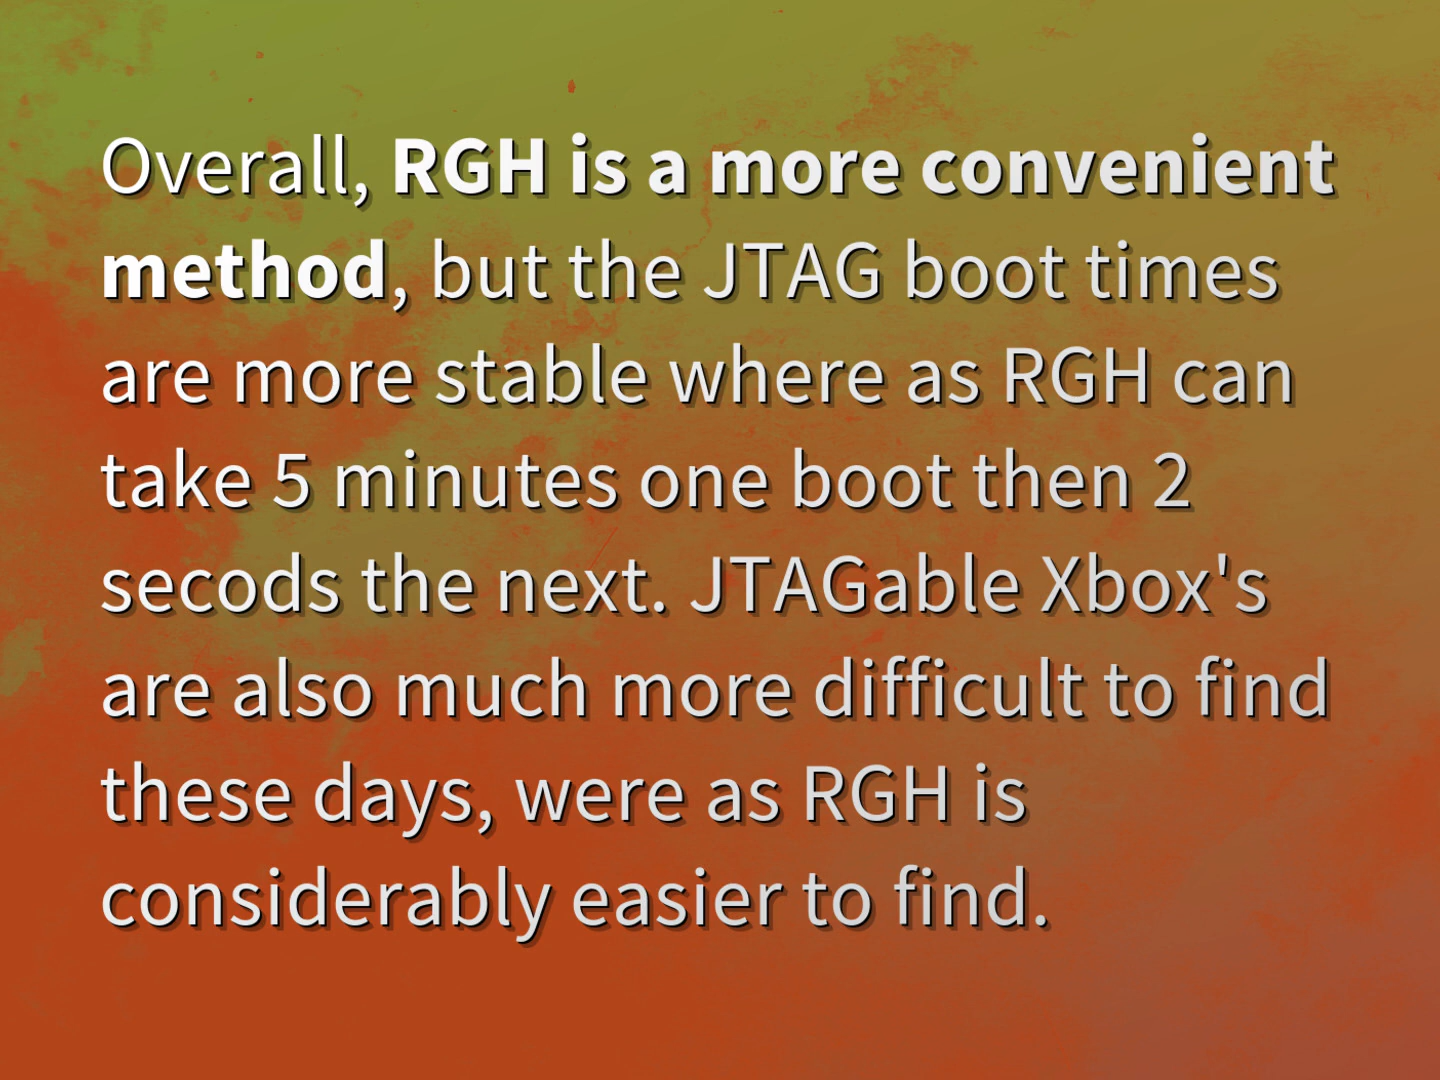 Overall, RGH is a more convenient
method, but the JTAG boot times
are more stable where as RGH can
take 5 minutes one boot then 2
secods the next. JTAGable Xbox's
are also much more difficult to find
these days, were as RGH is
considerably easier to find.